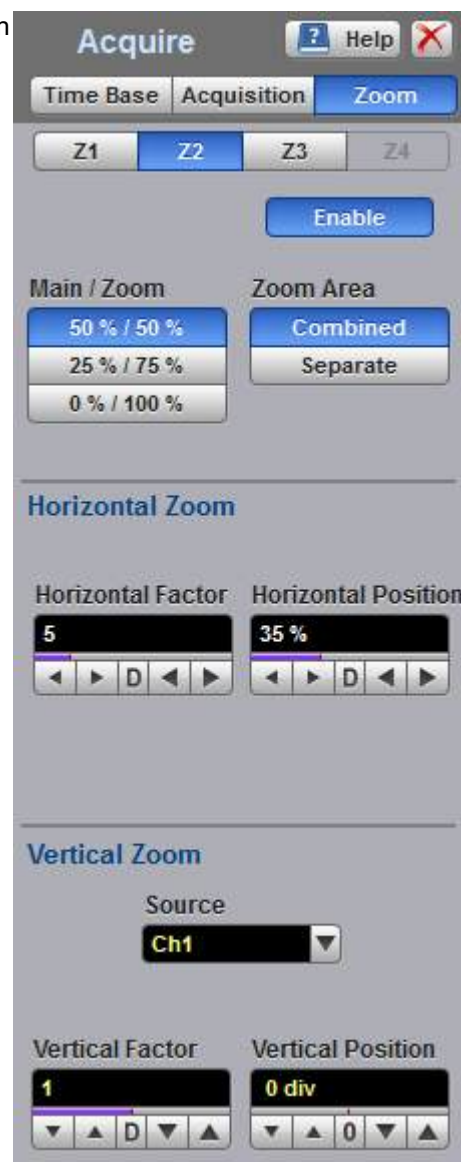 n
Acquire ? Help X
Time Base Acquisition Zoom
Z1 Z2 Z3 Z4
Enable
Main / Zoom Zoom Area
50 % / 50 % Combined
25 % / 75 % Separate
0 % / 100 %
Horizontal Zoom
Horizontal Factor Horizontal Position
5 35 %
D D
Vertical Zoom
Source
Ch1
Vertical Factor Vertical Position
1 0 div
D 0